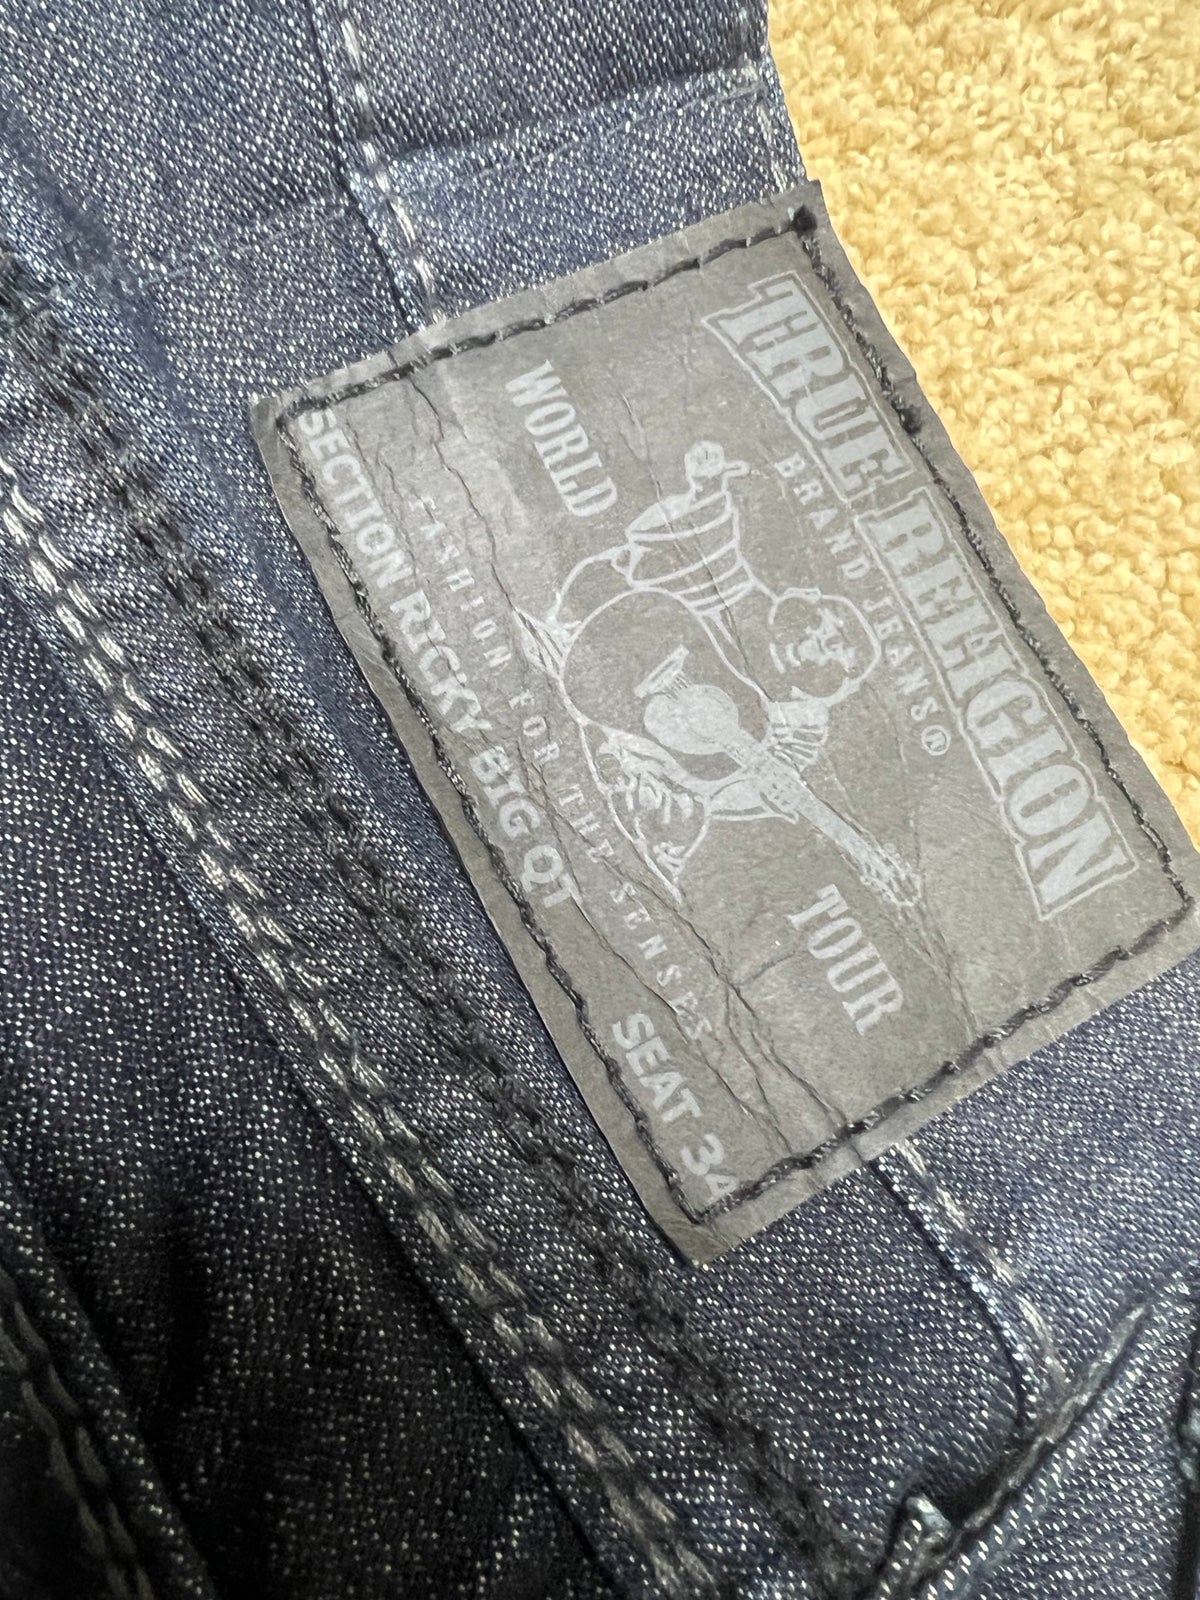 TRUE RELIGION
BRAND JEANS®
WORLD TOUR
FASHION FOR THE SENSES
SECTION RICKY BIG QT SEAT 34